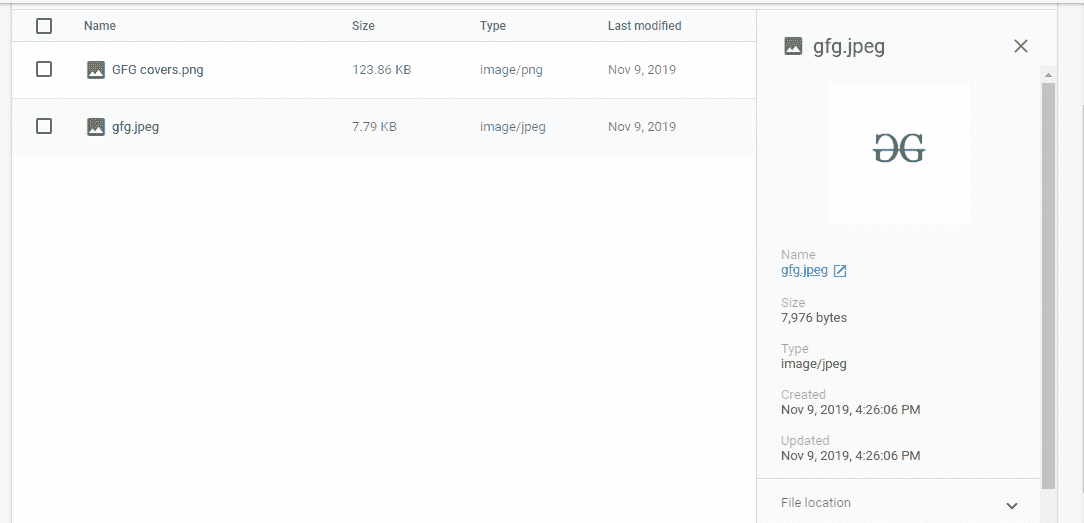 Name Size Type Last modified
GFG covers.png 123.86 KB image/png Nov 9, 2019
gfg.jpeg 7.79 KB image/jpeg Nov 9, 2019
gfg.jpeg
GG
Name
gfg.jpeg
Size
7,976 bytes
Type
image/jpeg
Created
Nov 9, 2019, 4:26:06 PM
Updated
Nov 9, 2019, 4:26:06 PM
File location